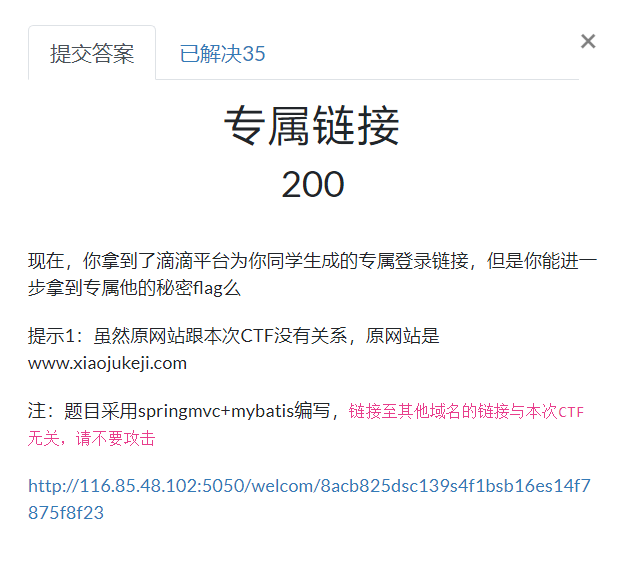 提交答案
已解决35
×
专属链接
200
现在，你拿到了滴滴平台为你同学生成的专属登录链接，但是你能进一
步拿到专属他的秘密flag么
提示1：虽然原网站跟本次CTF没有关系，原网站是
www.xiaojukeji.com
注：题目采用springmvc+mybatis编写，链接至其他域名的链接与本次CTF
无关，请不要攻击
http://116.85.48.102:5050/welcom/8acb825dsc139s4f1bsb16es14f7
875f8f23